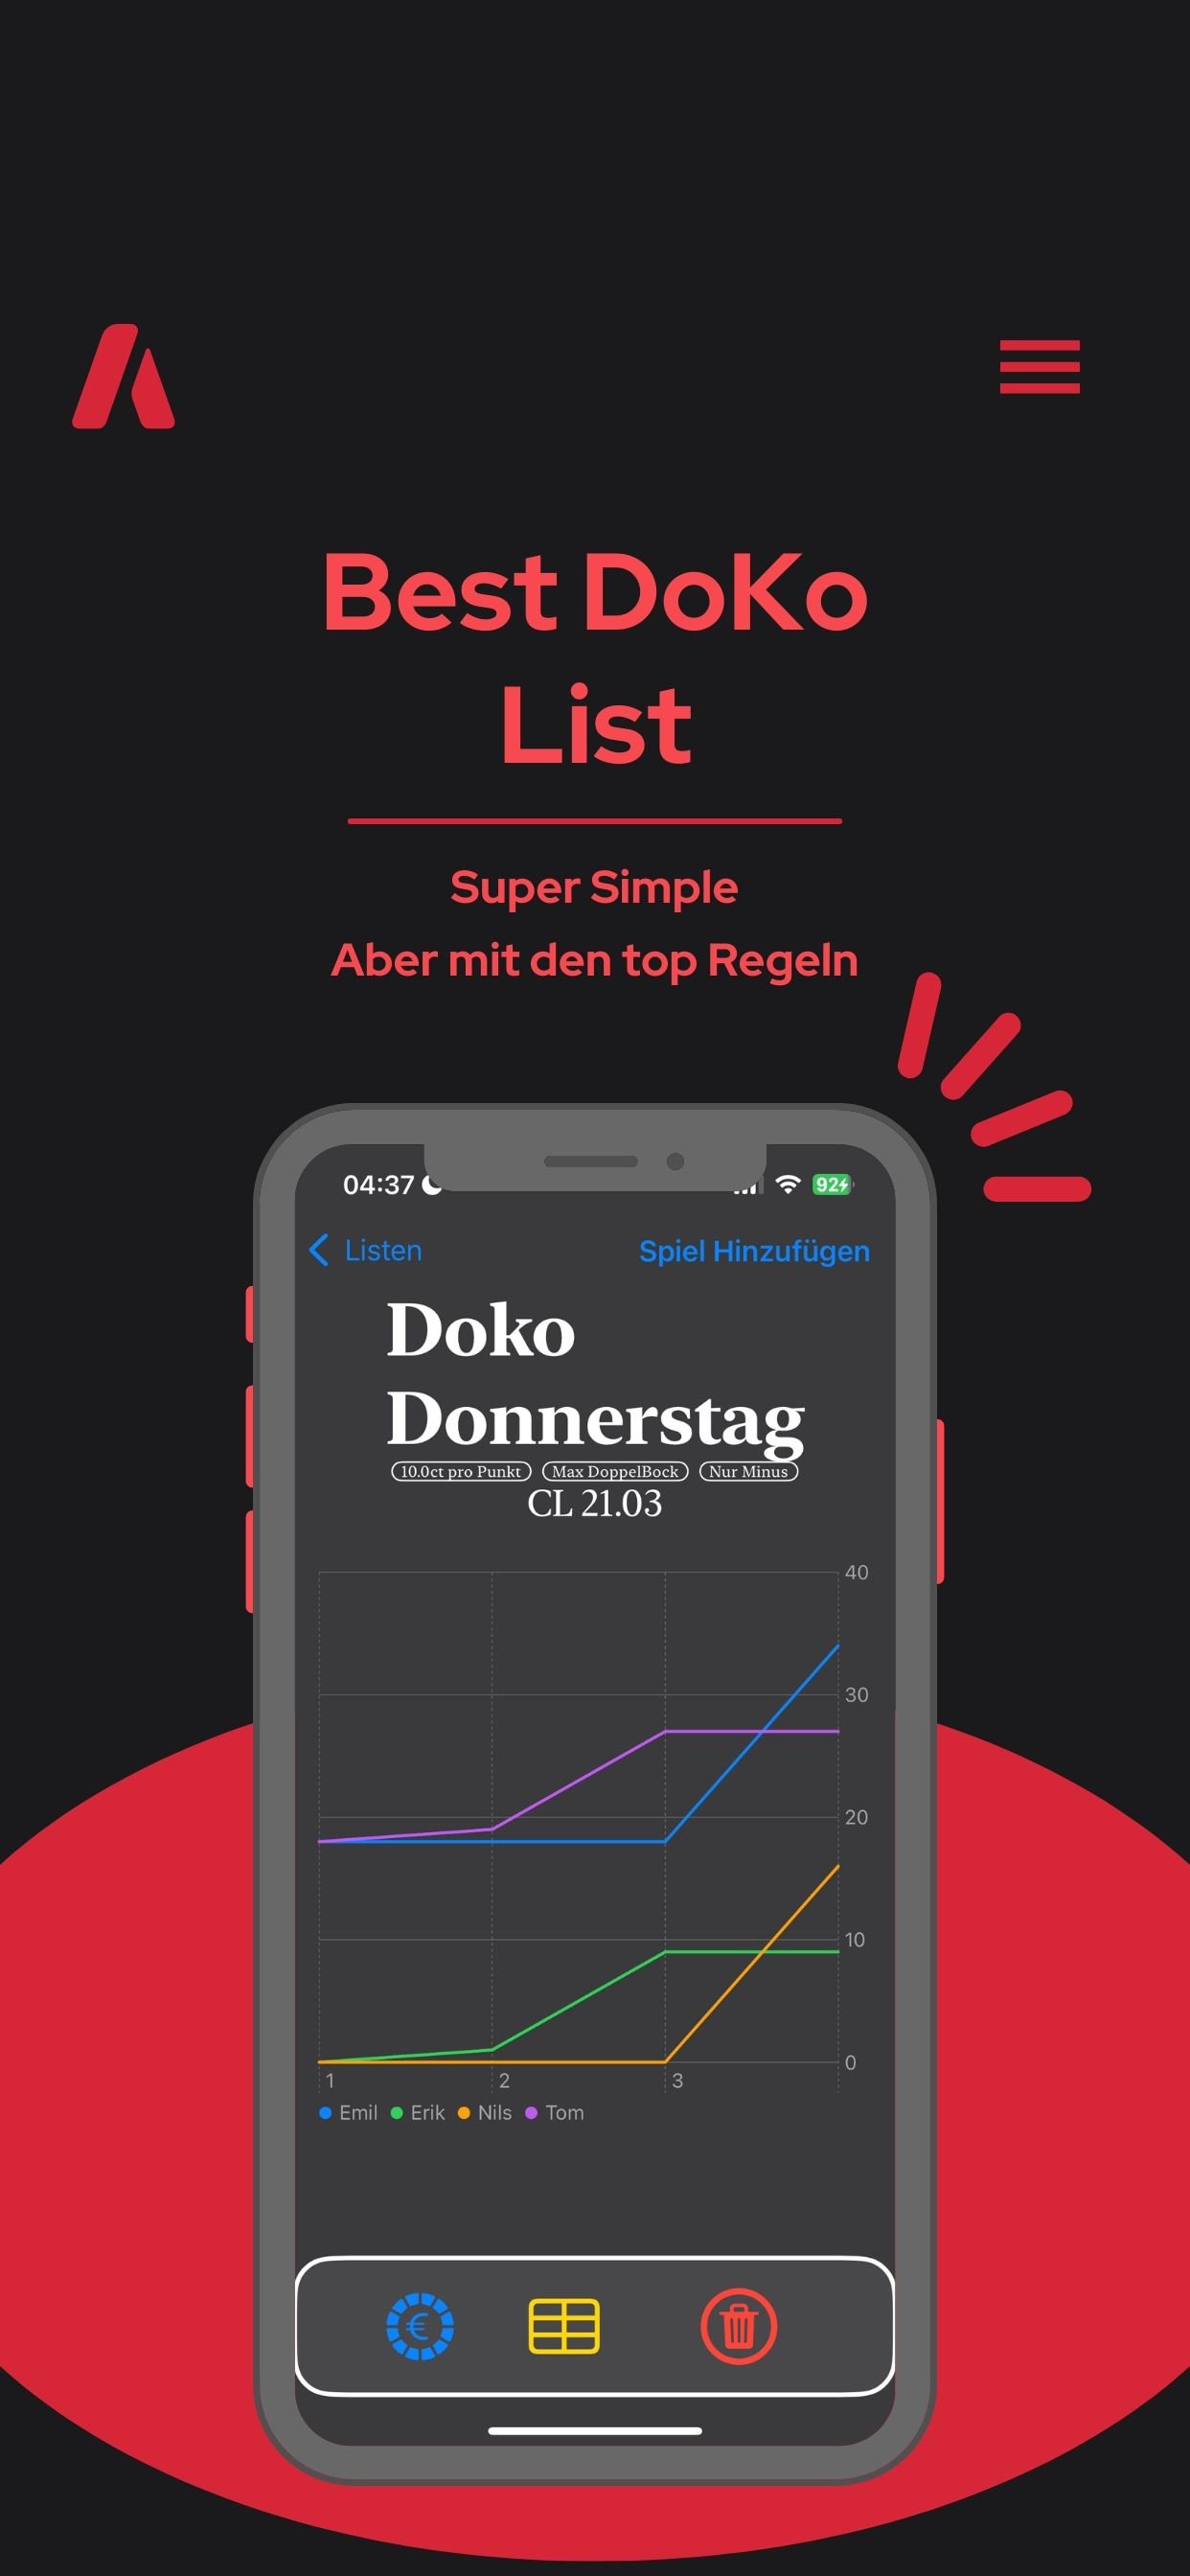 Best DoKo
List
Super Simple
Aber mit den top Regeln
04:37
92
Listen
Spiel Hinzufügen
Doko
Donnerstag
10.0ct pro Punkt Max DoppelBock Nur Minus
CL 21.03
40
30
20
10
0
1 2 3
Emil Erik Nils Tom
€